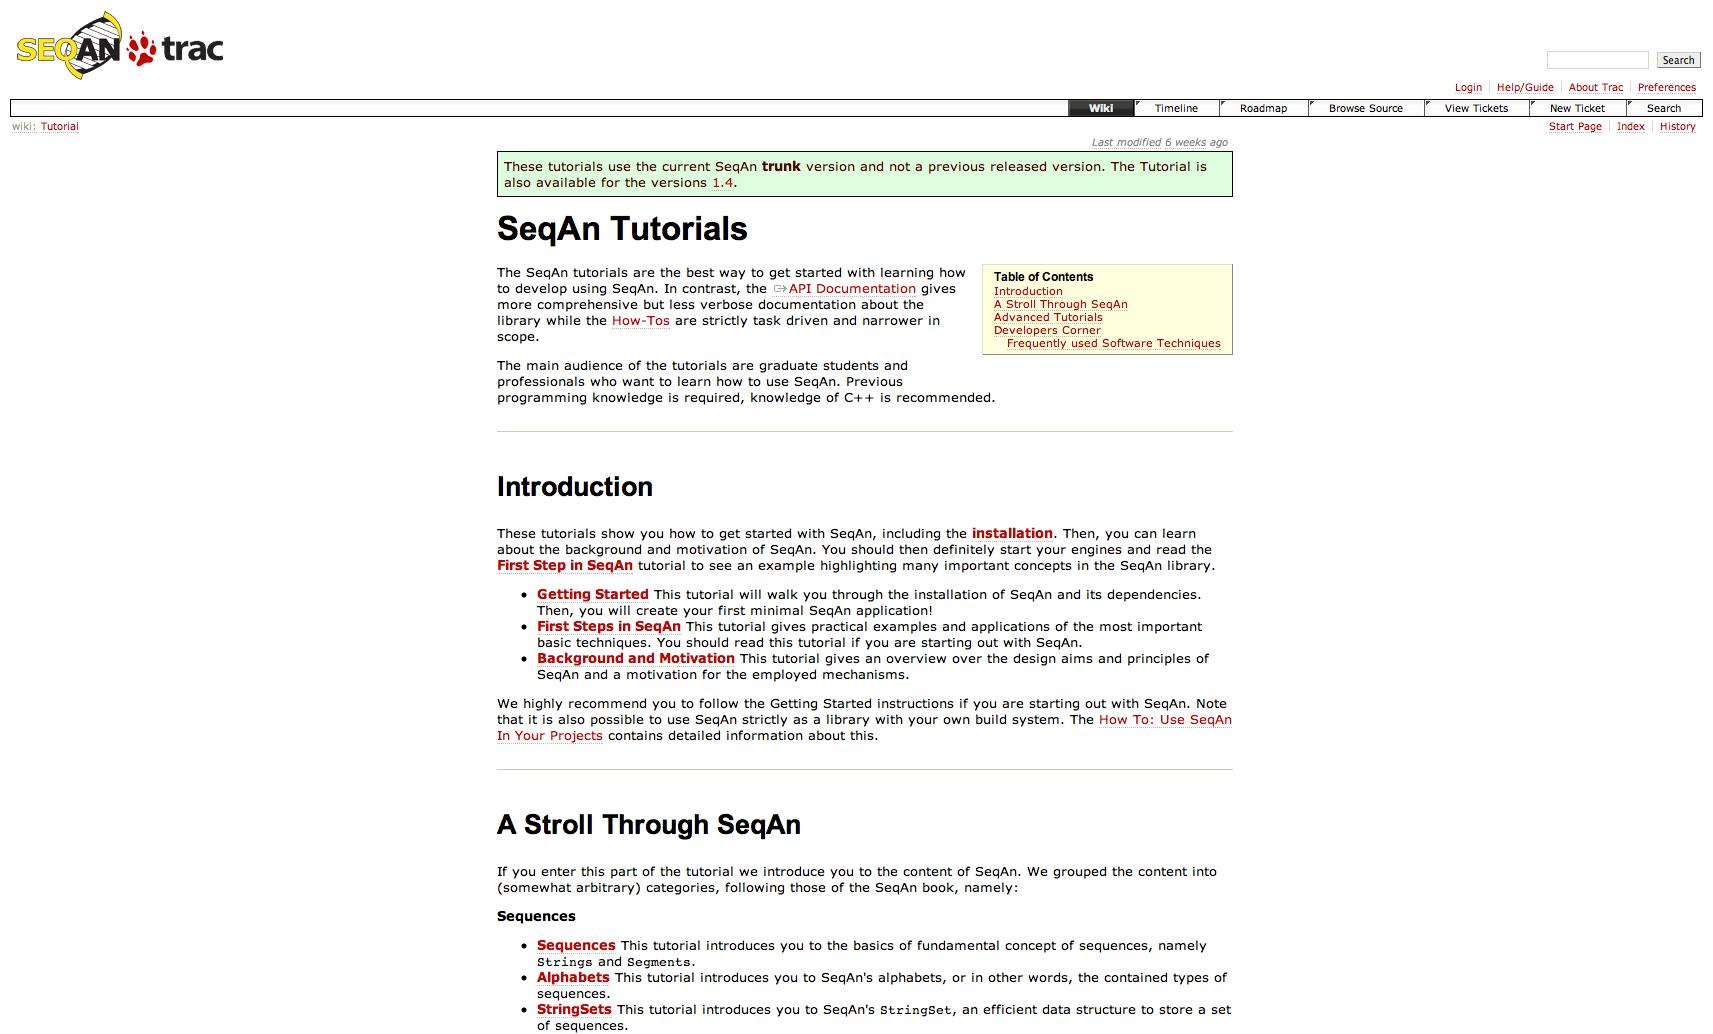 SEQAN trac
Search
Login Help/Guide About Trac Preferences
Wiki Timeline Roadmap Browse Source View Tickets New Ticket Search
wiki: Tutorial
Start Page Index History
Last modified 6 weeks ago
These tutorials use the current SeqAn trunk version and not a previous released version. The Tutorial is
also available for the versions 1.4.
SeqAn Tutorials
The SeqAn tutorials are the best way to get started with learning how
to develop using SeqAn. In contrast, the API Documentation gives
more comprehensive but less verbose documentation about the
library while the How-Tos are strictly task driven and narrower in
scope.
Table of Contents
Introduction
A Stroll Through SeqAn
Advanced Tutorials
Developers Corner
Frequently used Software Techniques
The main audience of the tutorials are graduate students and
professionals who want to learn how to use SeqAn. Previous
programming knowledge is required, knowledge of C++ is recommended.
Introduction
These tutorials show you how to get started with SeqAn, including the installation. Then, you can learn
about the background and motivation of SeqAn. You should then definitely start your engines and read the
First Step in SeqAn tutorial to see an example highlighting many important concepts in the SeqAn library.
• Getting Started This tutorial will walk you through the installation of SeqAn and its dependencies.
Then, you will create your first minimal SeqAn application!
• First Steps in SeqAn This tutorial gives practical examples and applications of the most important
basic techniques. You should read this tutorial if you are starting out with SeqAn.
• Background and Motivation This tutorial gives an overview over the design aims and principles of
SeqAn and a motivation for the employed mechanisms.
We highly recommend you to follow the Getting Started instructions if you are starting out with SeqAn. Note
that it is also possible to use SeqAn strictly as a library with your own build system. The How To: Use SeqAn
In Your Projects contains detailed information about this.
A Stroll Through SeqAn
If you enter this part of the tutorial we introduce you to the content of SeqAn. We grouped the content into
(somewhat arbitrary) categories, following those of the SeqAn book, namely:
Sequences
• Sequences This tutorial introduces you to the basics of fundamental concept of sequences, namely
Strings and Segments.
• Alphabets This tutorial introduces you to SeqAn's alphabets, or in other words, the contained types of
sequences.
• StringSets This tutorial introduces you to SeqAn's StringSet, an efficient data structure to store a set
of sequences.